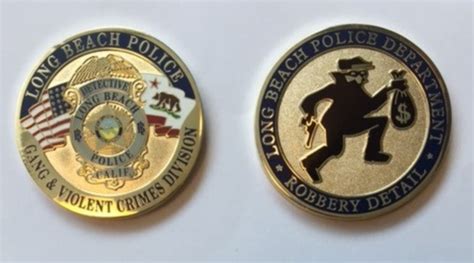 LONG BEACH POLICE
DETECTIVE
LONG BEACH
POLICE
CALIF.
GANG & VIOLENT CRIMES DIVISION
LONG BEACH POLICE DEPARTMENT
$
ROBBERY DETAIL